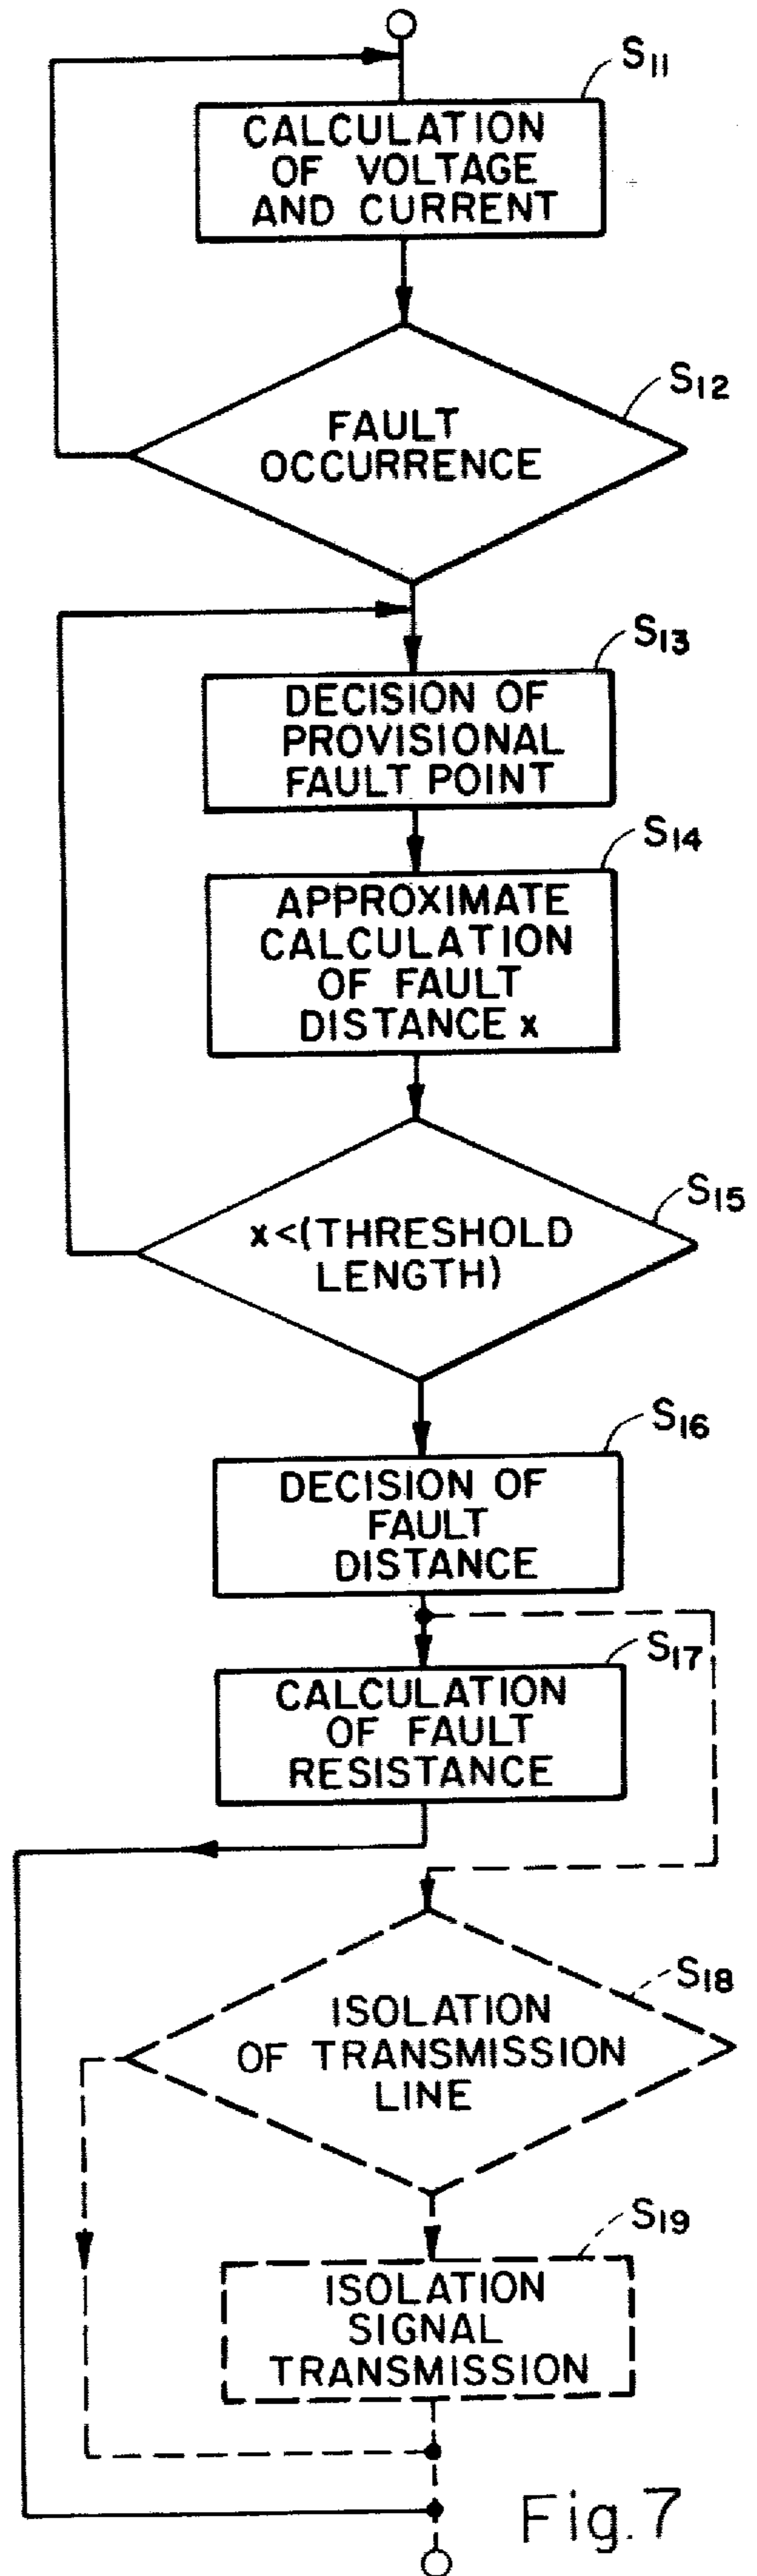 S11
CALCULATION
OF VOLTAGE
AND CURRENT
S12
FAULT
OCCURRENCE
S13
DECISION OF
PROVISIONAL
FAULT POINT
S14
APPROXIMATE
CALCULATION
OF FAULT
DISTANCE x
S15
x<(THRESHOLD
LENGTH)
S16
DECISION OF
FAULT
DISTANCE
S17
CALCULATION
OF FAULT
RESISTANCE
S18
ISOLATION
OF TRANSMISSION
LINE
S19
ISOLATION
SIGNAL
TRANSMISSION
Fig. 7